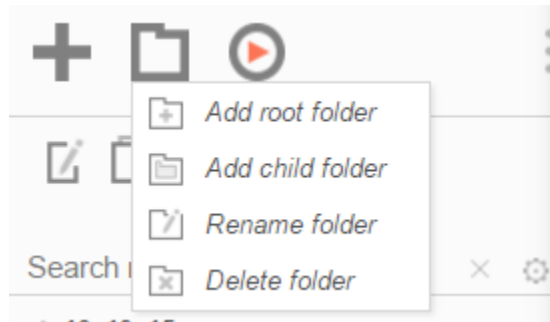 Add root folder
Add child folder
Rename folder
Search
Delete folder